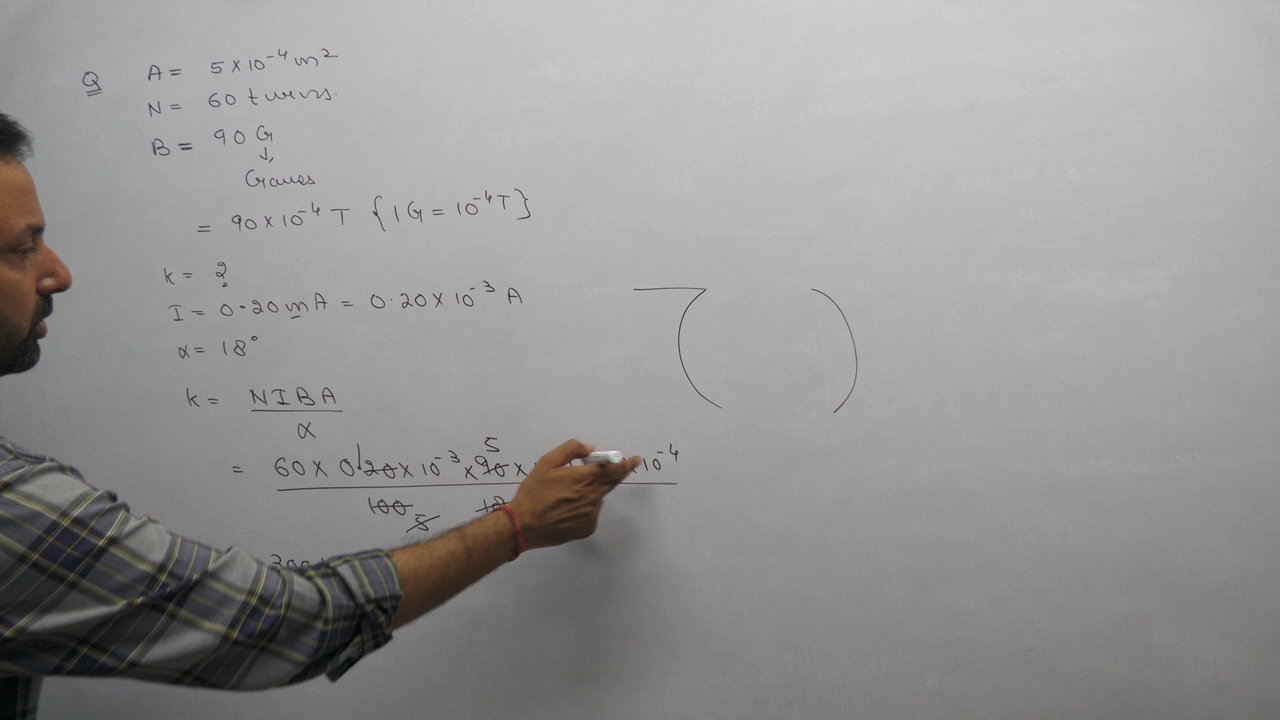 Q A = 5 × 10⁻⁴ m²
N = 60 turns.
B = 90 G
↓
Gauss
= 90 × 10⁻⁴ T {1 G = 10⁻⁴ T}
k = ?
I = 0.20 mA = 0.20 × 10⁻³ A
α = 18°
k = NIBA
α
5
= 60 × 0.20 × 10⁻³ × 90 × × 10⁻⁴
100 5 18
300